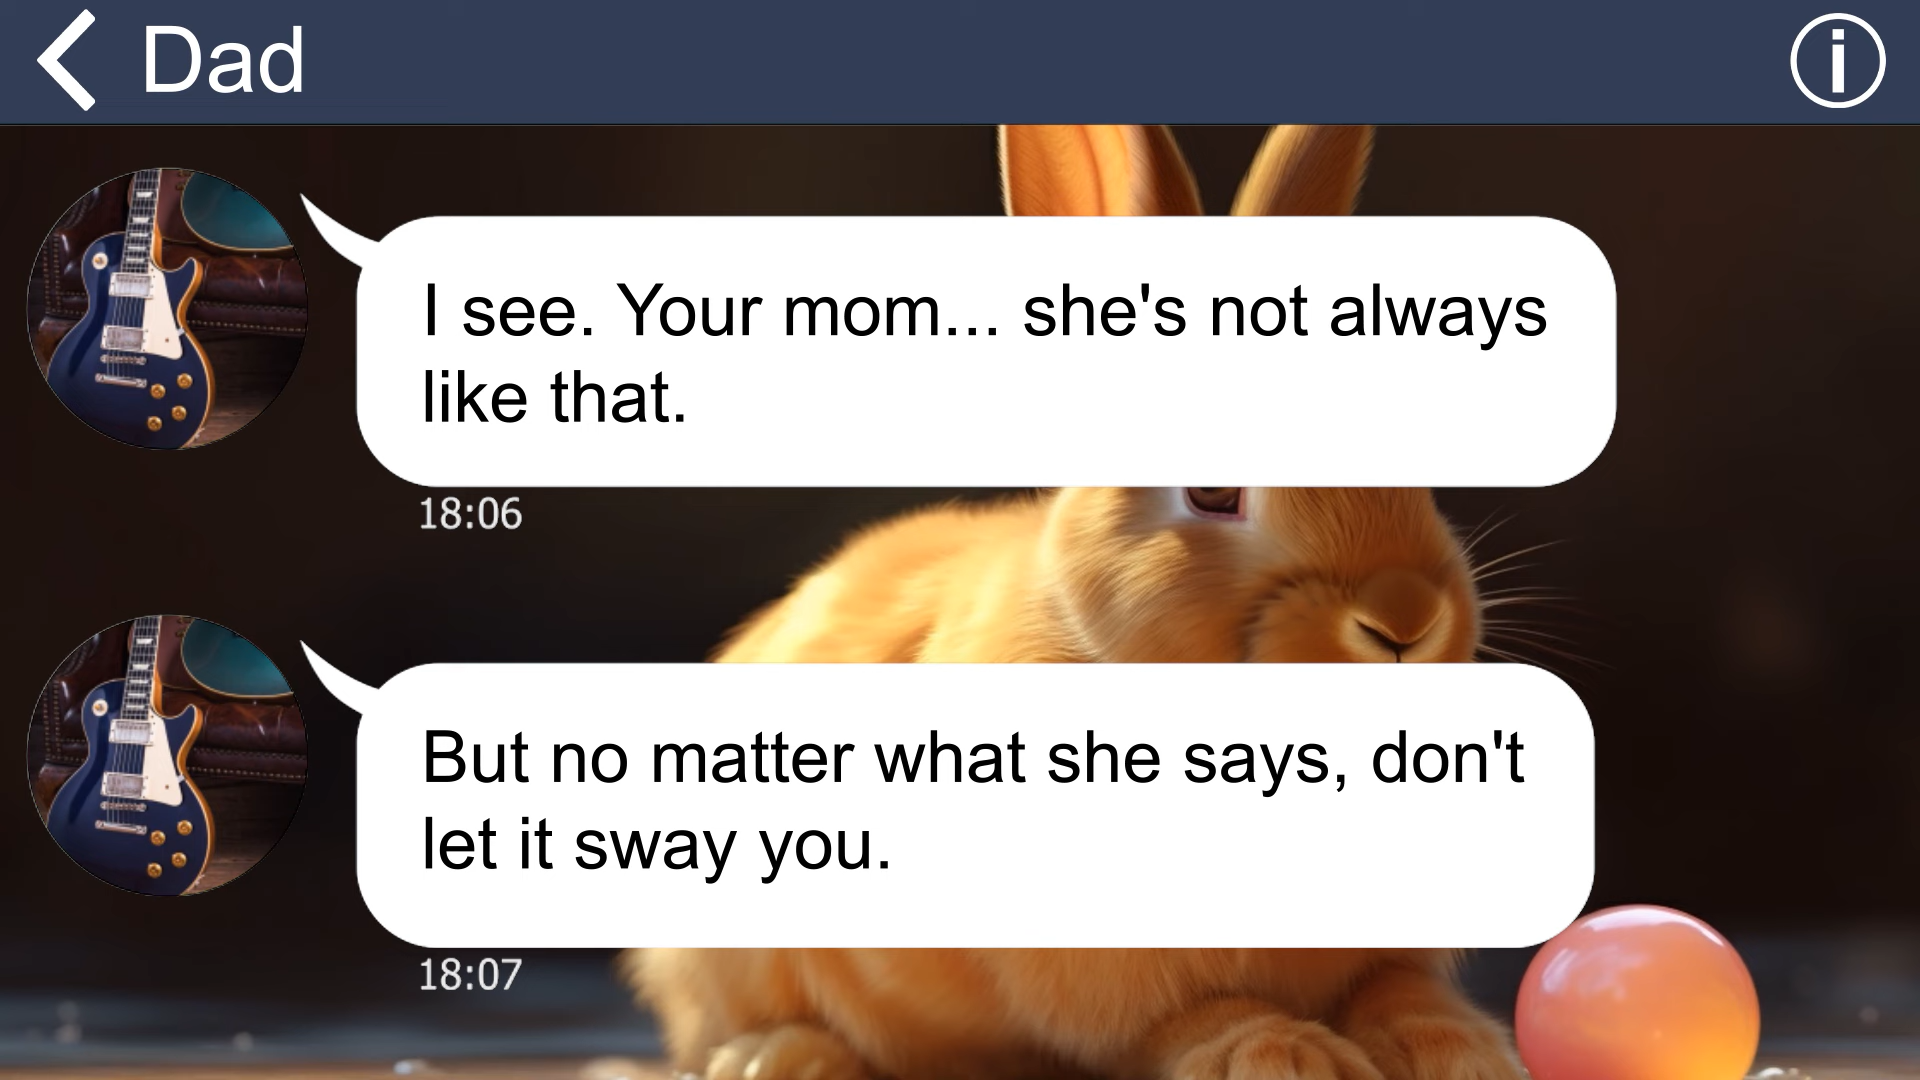 Dad
I see. Your mom... she's not always
like that.
18:06
But no matter what she says, don't
let it sway you.
18:07